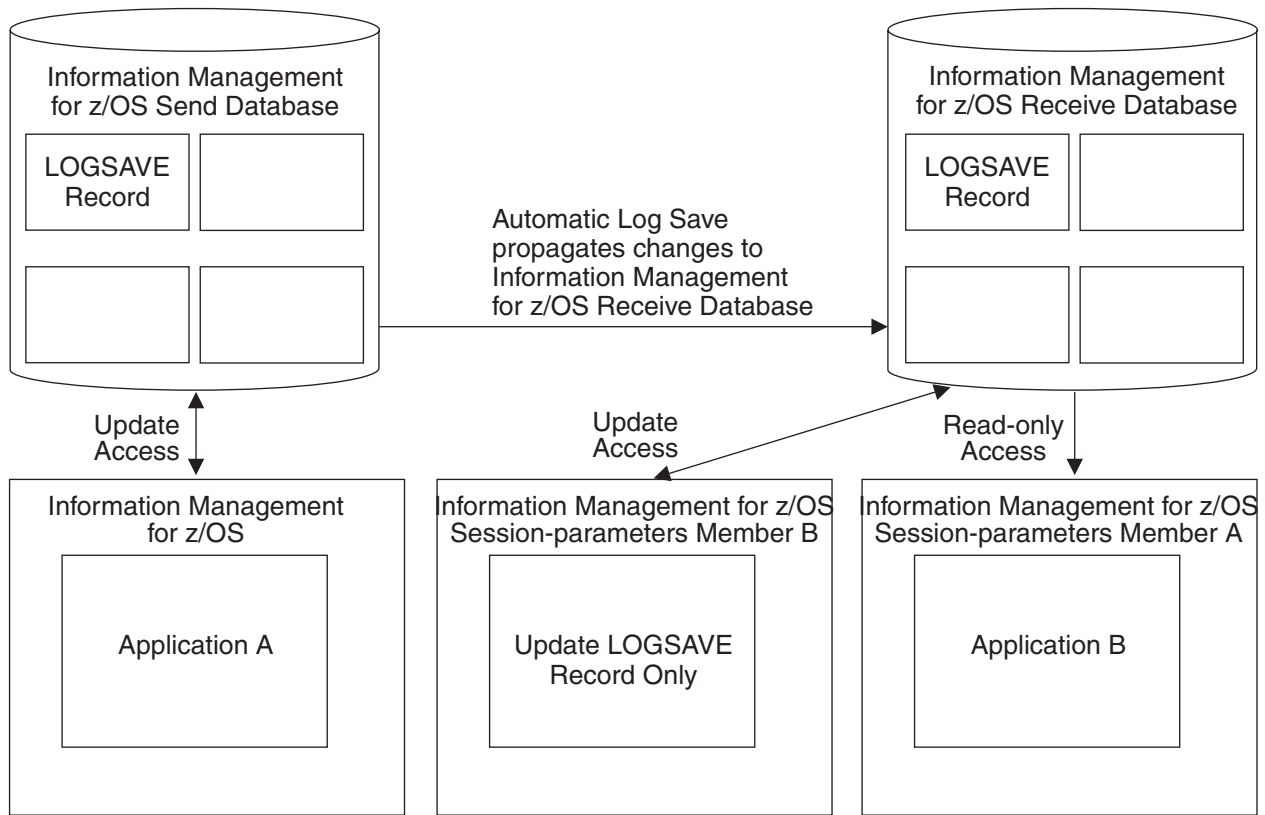 Information Management
for z/OS Send Database
LOGSAVE
Record
Information Management
for z/OS Receive Database
LOGSAVE
Record
Automatic Log Save
propagates changes to
Information Management
for z/OS Receive Database
Update
Access
Update
Access
Read-only
Access
Information Management
for z/OS
Application A
Information Management for z/OS
Session-parameters Member B
Update LOGSAVE
Record Only
Information Management for z/OS
Session-parameters Member A
Application B